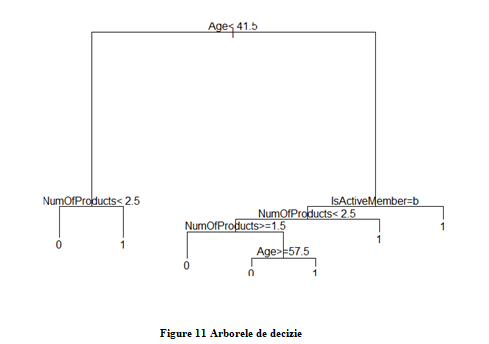 Age< 41.5
NumOfProducts< 2.5
IsActiveMember=b
NumOfProducts< 2.5
NumOfProducts>=1.5
Age>=57.5
0
1
0
0
1
1
1
Figure 11 Arborele de decizie